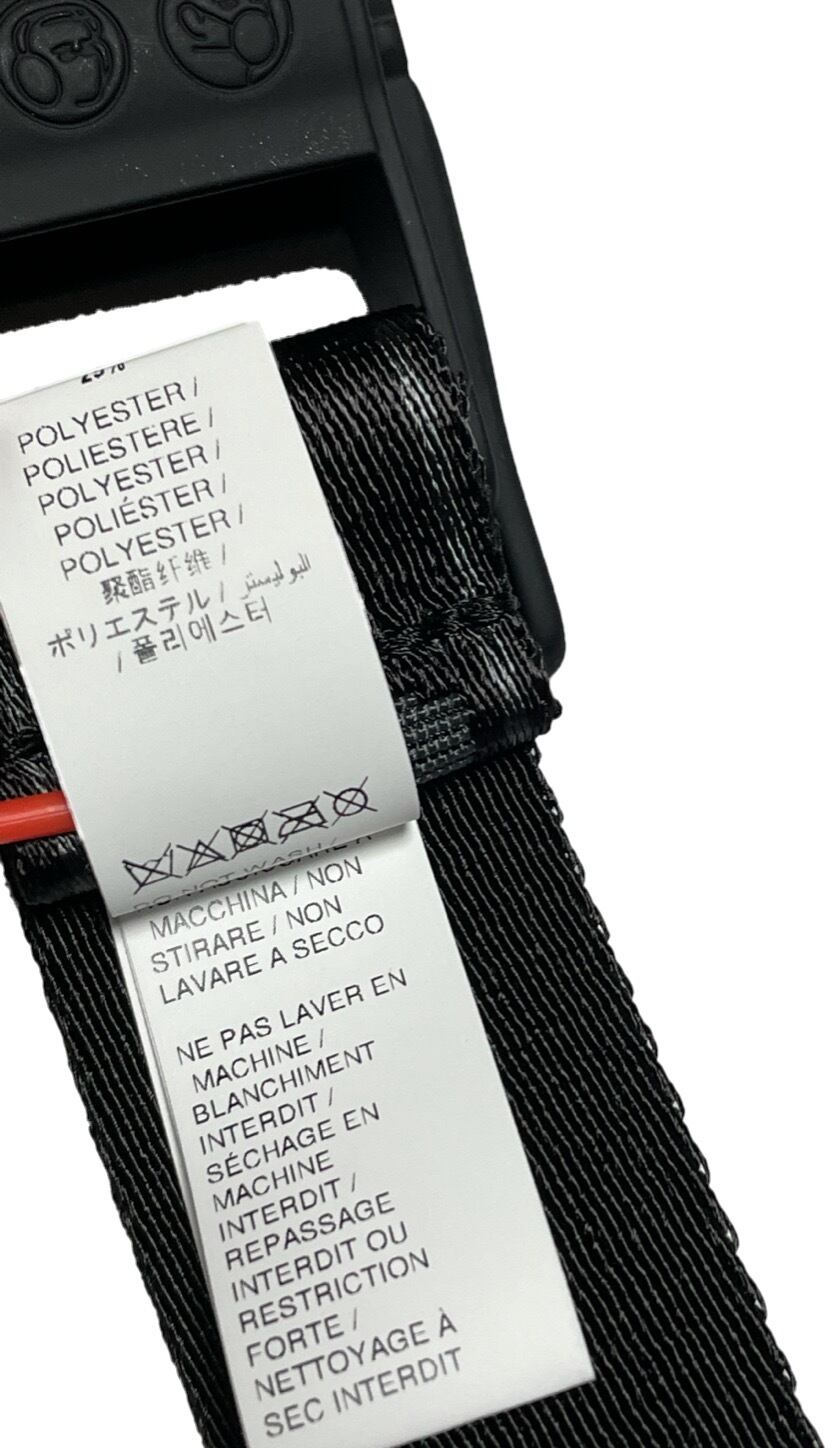 POLYESTER /
POLIESTERE /
POLYESTER /
POLIÉSTER /
POLYESTER /
聚酯纤维 / البوليستر /
ポリエステル /
/ 폴리에스터
MACCHINA / NON
STIRARE / NON
LAVARE A SECCO
NE PAS LAVER EN
MACHINE /
BLANCHIMENT
INTERDIT /
SÉCHAGE EN
MACHINE
INTERDIT /
REPASSAGE
INTERDIT OU
RESTRICTION
FORTE /
NETTOYAGE À
SEC INTERDIT